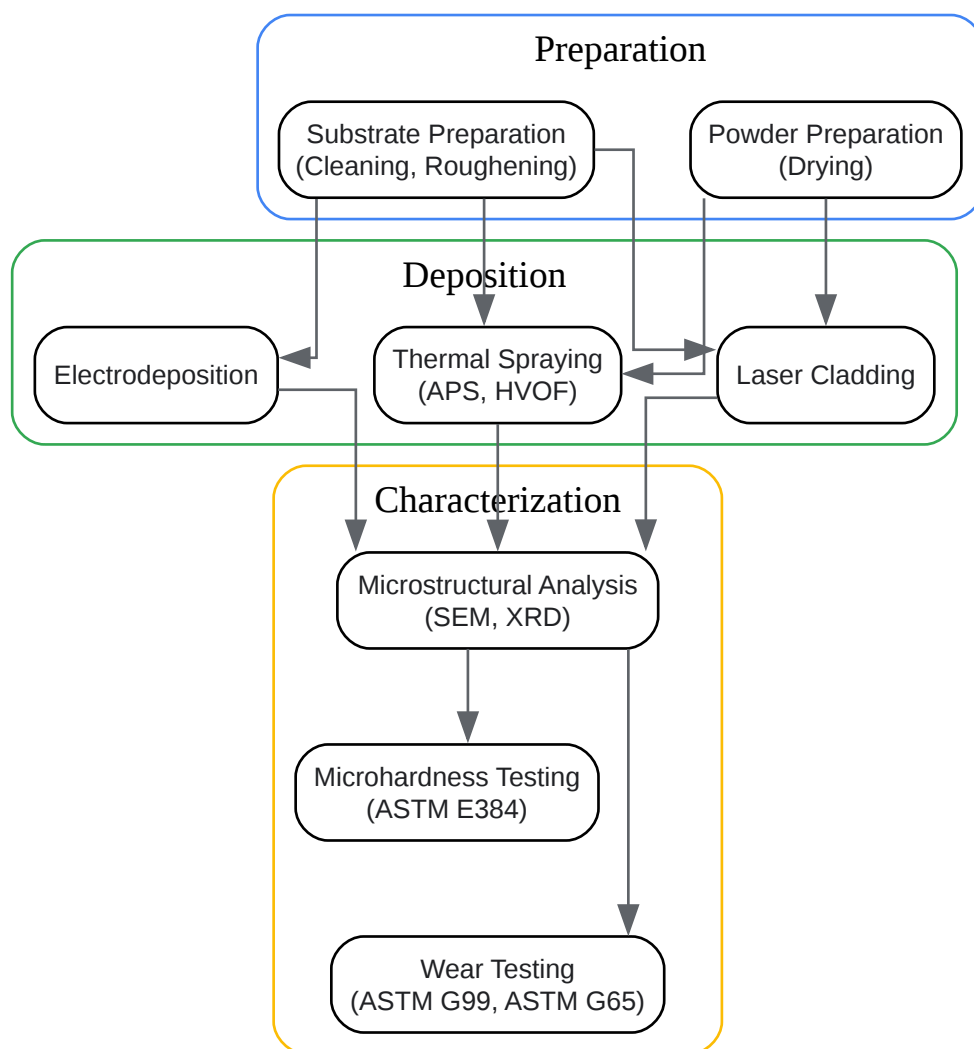 Preparation
Substrate Preparation
(Cleaning, Roughening)
Powder Preparation
(Drying)
Deposition
Electrodeposition
Thermal Spraying
(APS, HVOF)
Laser Cladding
Characterization
Microstructural Analysis
(SEM, XRD)
Microhardness Testing
(ASTM E384)
Wear Testing
(ASTM G99, ASTM G65)